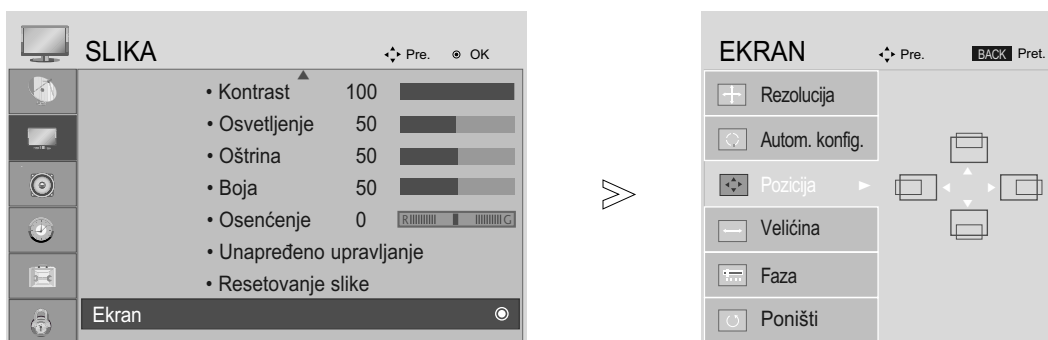 SLIKA
Pre. OK
• Kontrast 100
• Osvetljenje 50
• Oštrina 50
• Boja 50
• Osenćenje 0 R G
• Unapređeno upravljanje
• Resetovanje slike
Ekran
EKRAN
Pre. BACK Pret.
Rezolucija
Autom. konfig.
Pozicija
Velićina
Faza
Poništi